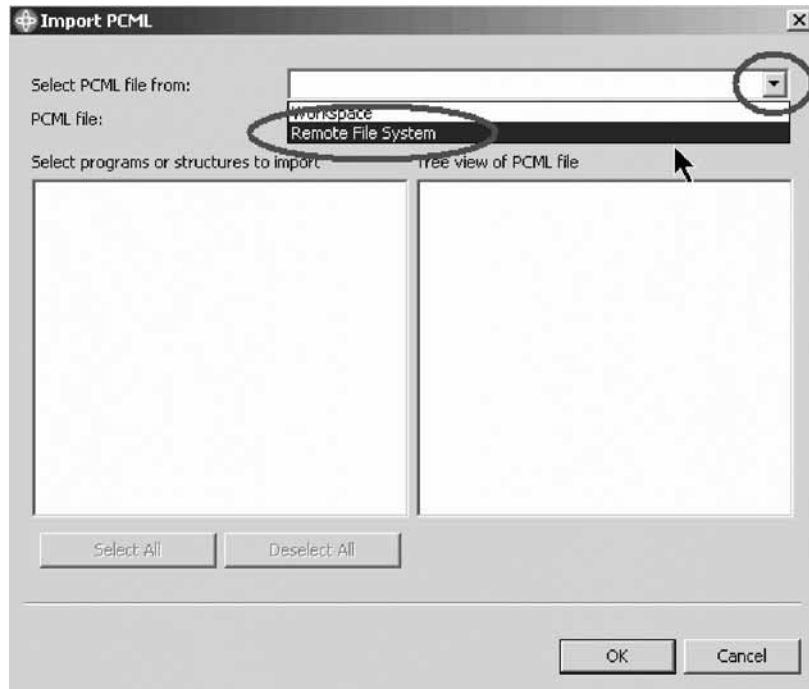 Import PCML
Select PCML file from:
Workspace
PCML file:
Remote File System
Select programs or structures to import
Tree view of PCML file
Select All
Deselect All
OK
Cancel